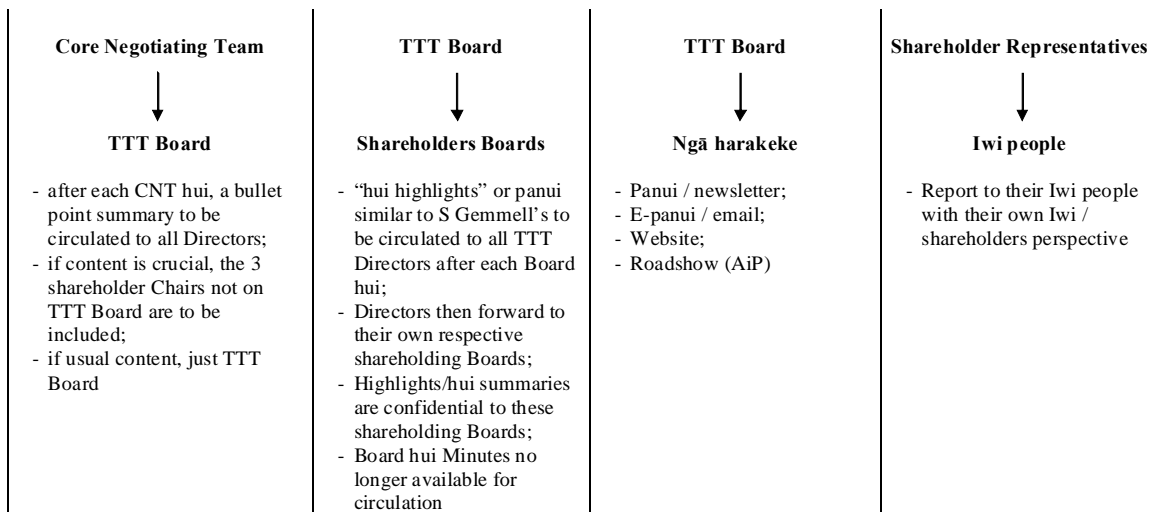 Core Negotiating Team
TTT Board
- after each CNT hui, a bullet
point summary to be
circulated to all Directors;
- if content is crucial, the 3
shareholder Chairs not on
TTT Board are to be
included;
- if usual content, just TTT
Board
TTT Board
Shareholders Boards
- “hui highlights” or panui
similar to S Gemmell’s to
be circulated to all TTT
Directors after each Board
hui;
- Directors then forward to
their own respective
shareholding Boards;
- Highlights/hui summaries
are confidential to these
shareholding Boards;
- Board hui Minutes no
longer available for
circulation
TTT Board
Ngā harakeke
- Panui / newsletter;
- E-panui / email;
- Website;
- Roadshow (AiP)
Shareholder Representatives
Iwi people
- Report to their Iwi people
with their own Iwi /
shareholders perspective